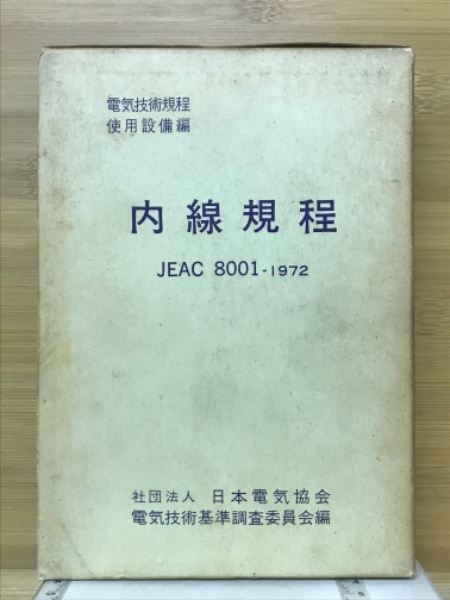 電気技術規程
使用設備編
内線規程
JEAC 8001-1972
社団法人 日本電気協会
電気技術基準調査委員会編